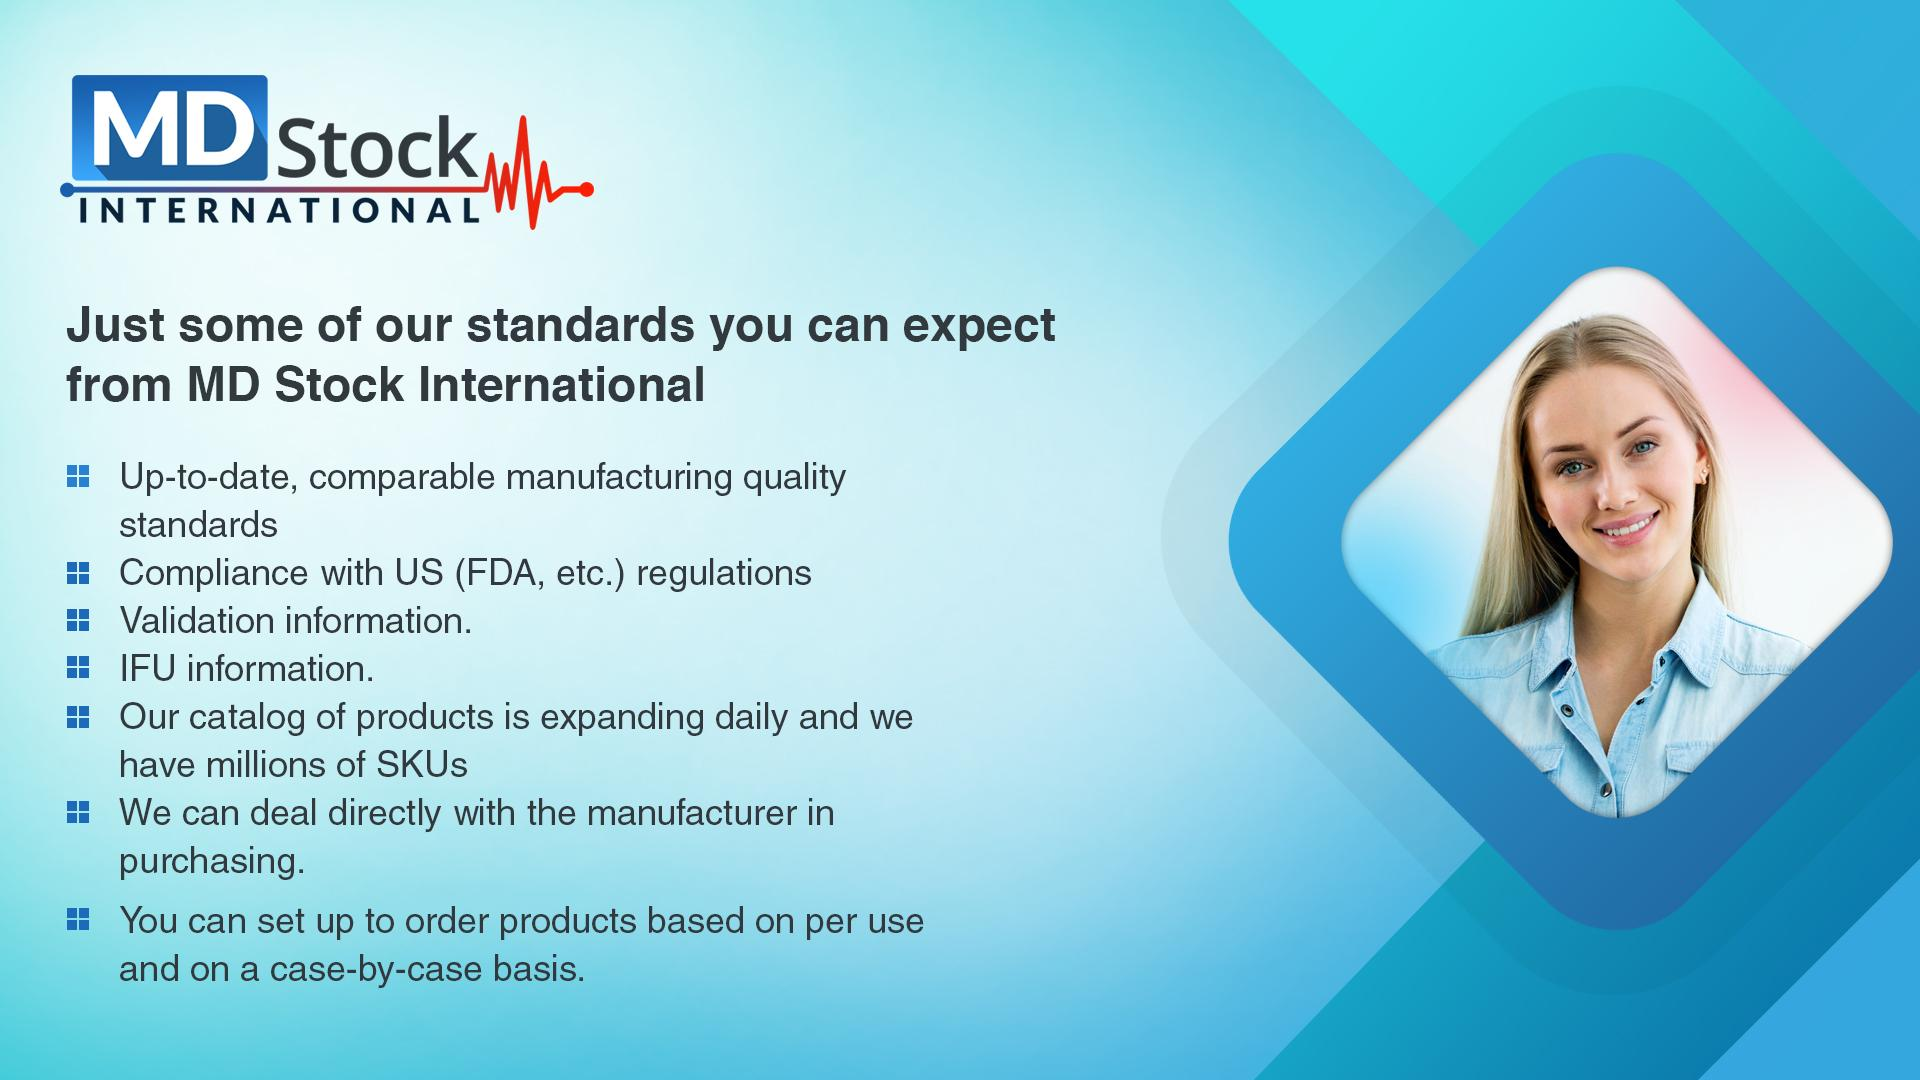 MD Stock
INTERNATIONAL
Just some of our standards you can expect
from MD Stock International
Up-to-date, comparable manufacturing quality
standards
Compliance with US (FDA, etc.) regulations
Validation information.
IFU information.
Our catalog of products is expanding daily and we
have millions of SKUs
We can deal directly with the manufacturer in
purchasing.
You can set up to order products based on per use
and on a case-by-case basis.